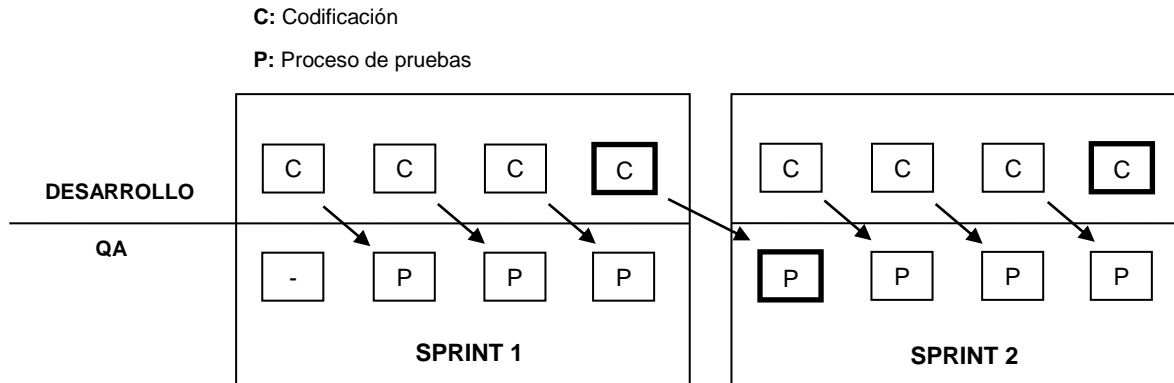 C: Codificación
P: Proceso de pruebas
C C C C C C C C
DESARROLLO
QA
- P P P P P P P
SPRINT 1 SPRINT 2